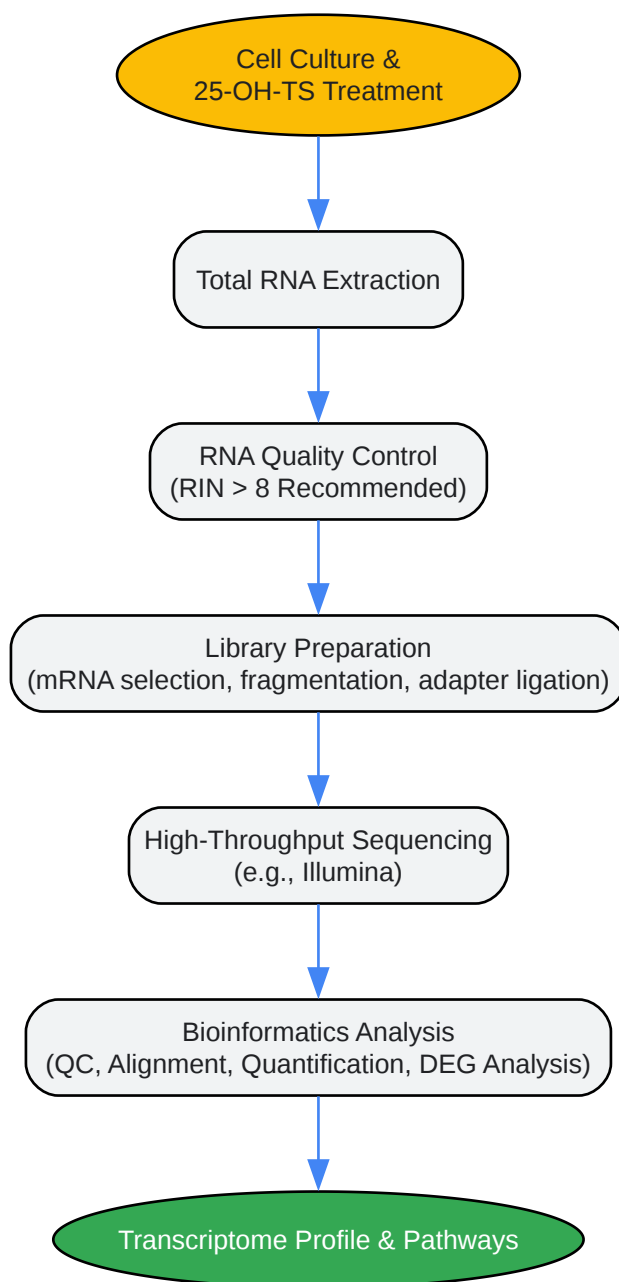 Cell Culture &
25-OH-TS Treatment
Total RNA Extraction
RNA Quality Control
(RIN > 8 Recommended)
Library Preparation
(mRNA selection, fragmentation, adapter ligation)
High-Throughput Sequencing
(e.g., Illumina)
Bioinformatics Analysis
(QC, Alignment, Quantification, DEG Analysis)
Transcriptome Profile & Pathways